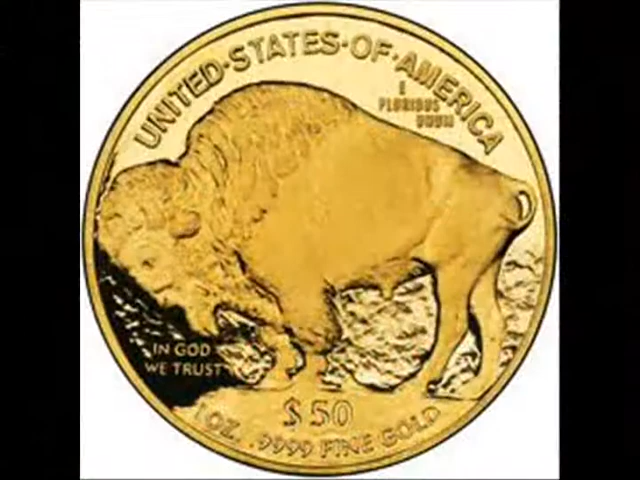 UNITED·STATES·OF·AMERICA
E
PLURIBUS
UNUM
IN GOD
WE TRUST
$50
1 OZ. .9999 FINE GOLD